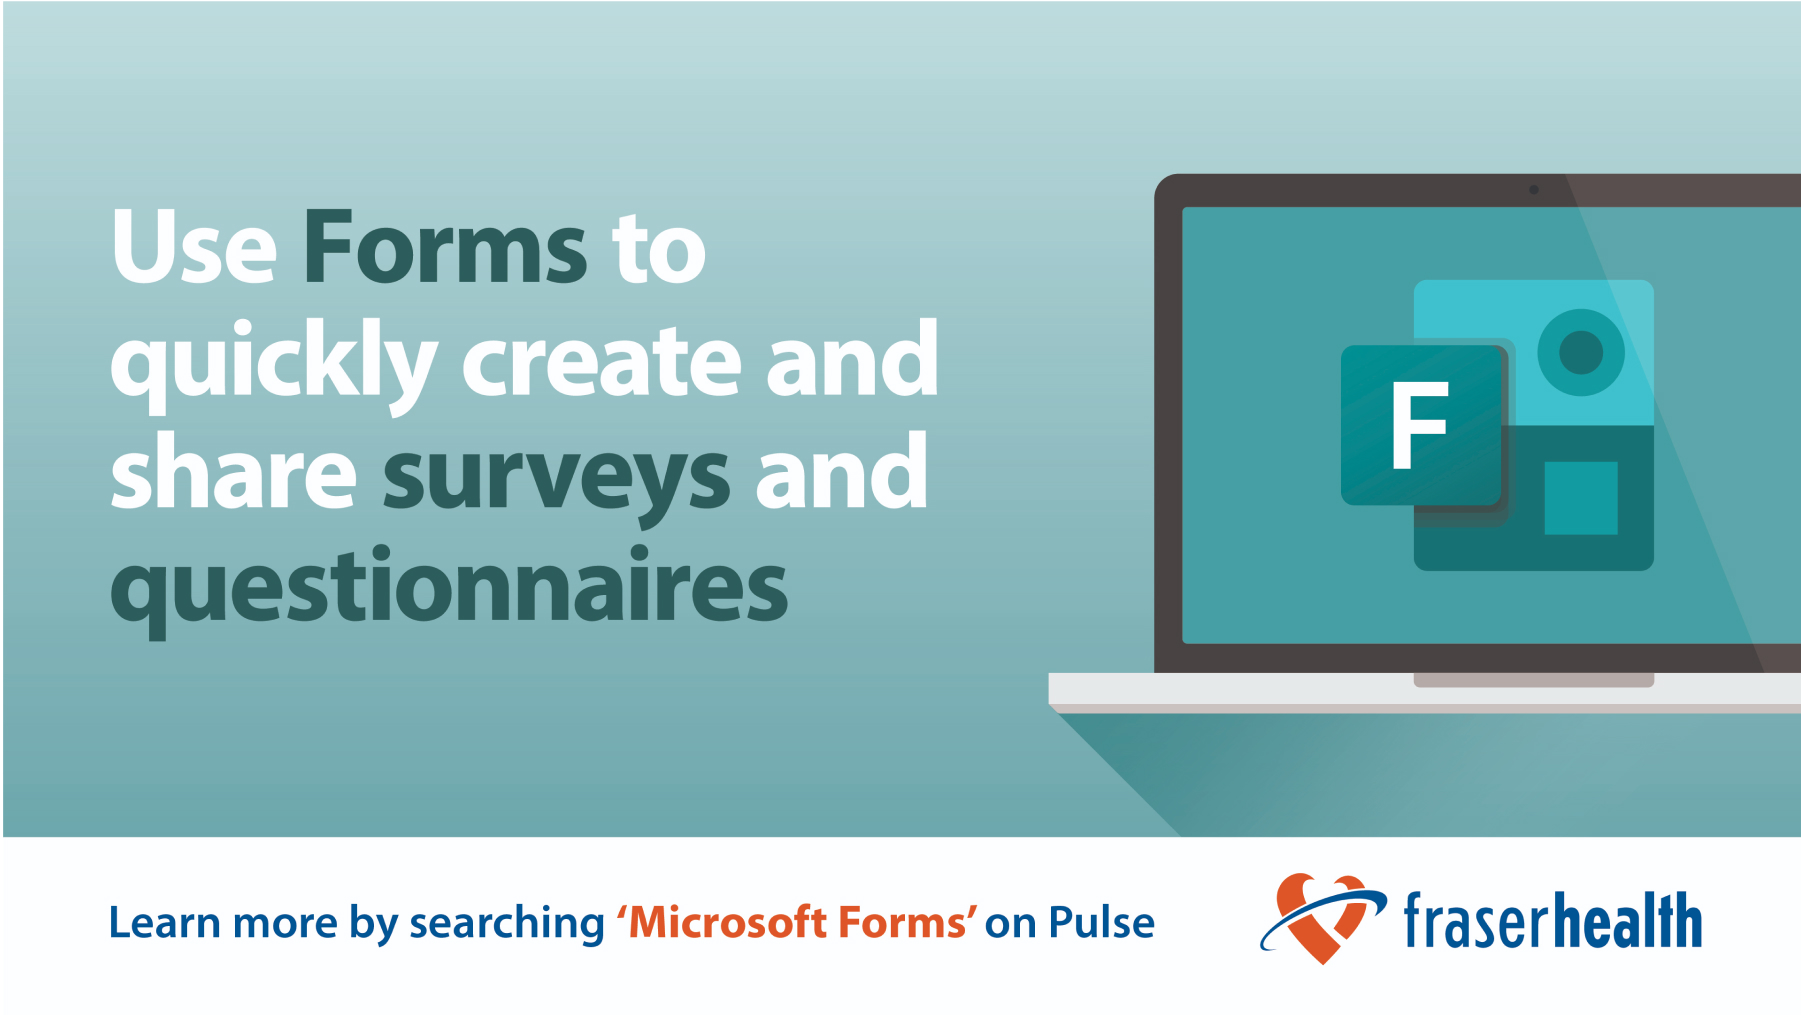 Use Forms to
quickly create and
share surveys and
questionnaires
F
Learn more by searching ‘Microsoft Forms’ on Pulse
fraserhealth